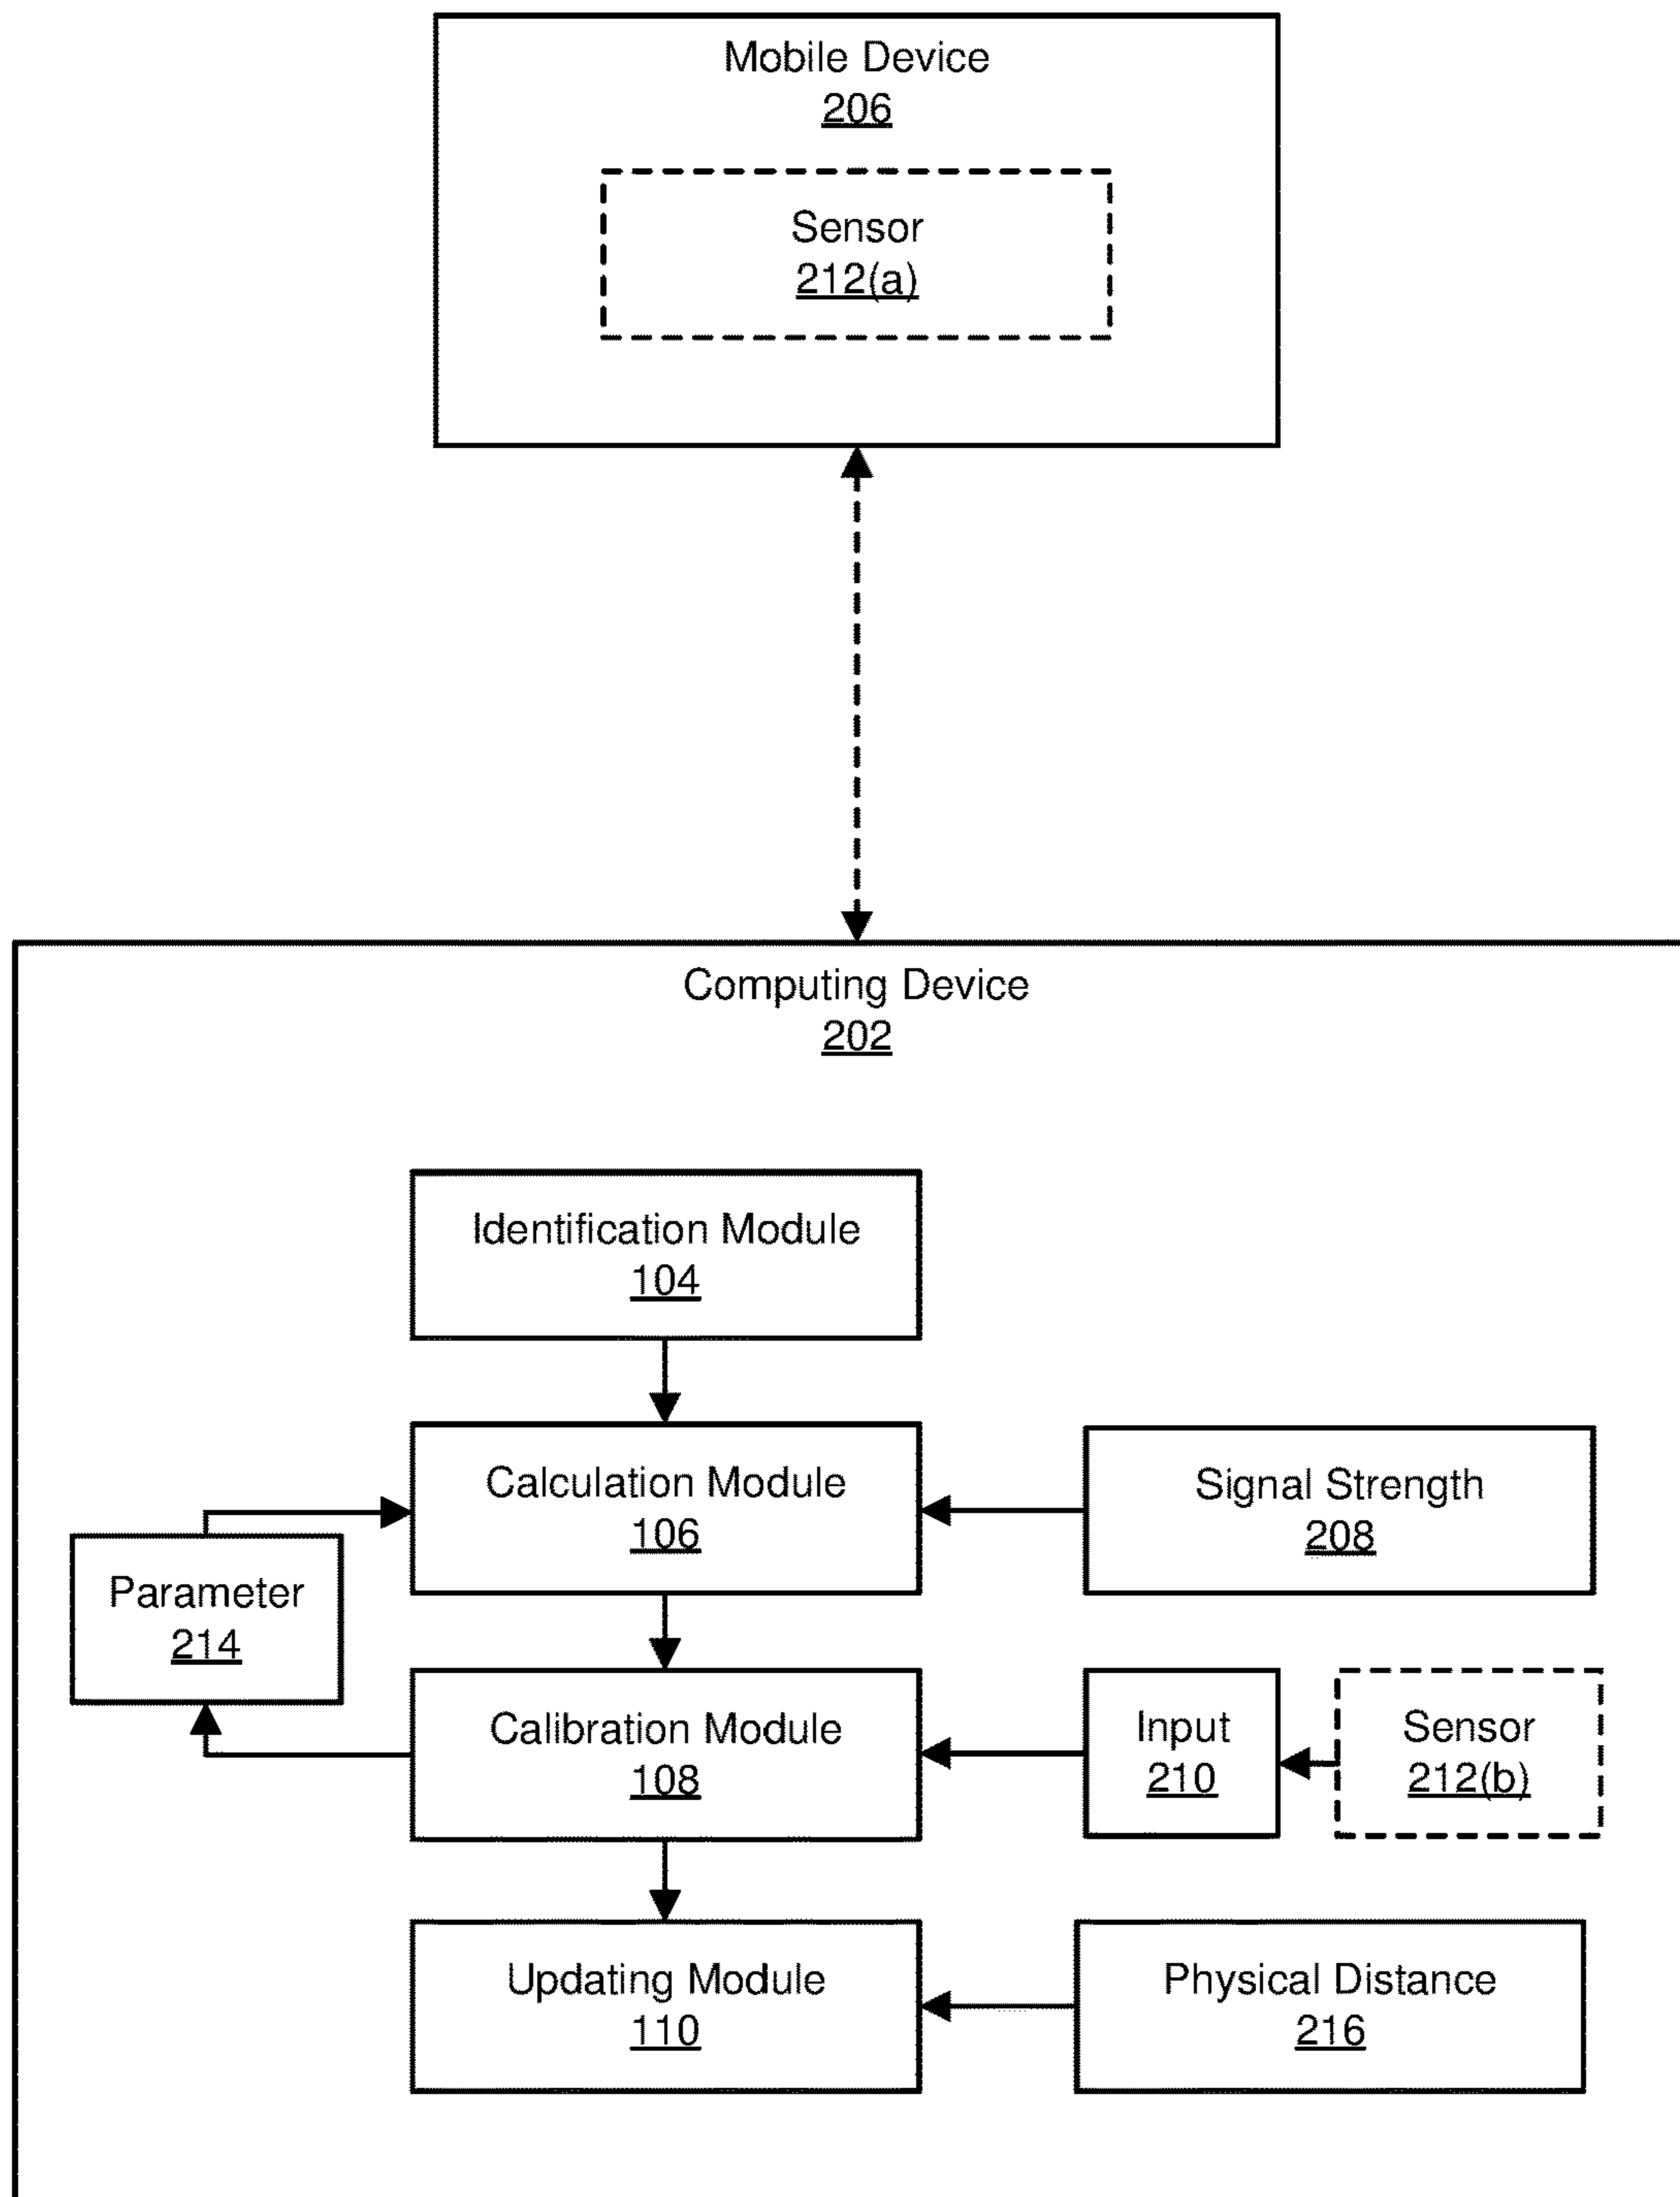 Mobile Device
206
Sensor
212(a)
Computing Device
202
Identification Module
104
Calculation Module
106
Signal Strength
208
Parameter
214
Calibration Module
108
Input
210
Sensor
212(b)
Updating Module
110
Physical Distance
216